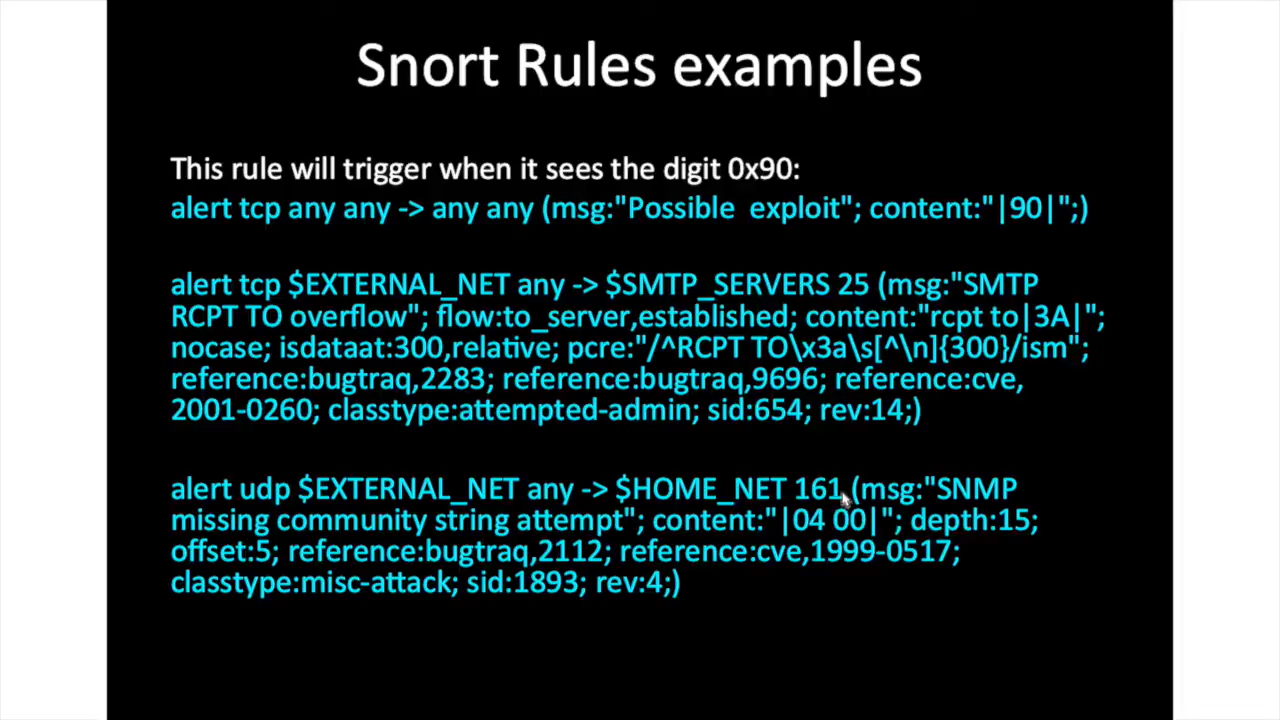 Snort Rules examples
This rule will trigger when it sees the digit 0x90:
alert tcp any any -> any any (msg:"Possible  exploit"; content:"|90|";)
alert tcp $EXTERNAL_NET any -> $SMTP_SERVERS 25 (msg:"SMTP
RCPT TO overflow"; flow:to_server,established; content:"rcpt to|3A|";
nocase; isdataat:300,relative; pcre:"/^RCPT TO\x3a\s[^\n]{300}/ism";
reference:bugtraq,2283; reference:bugtraq,9696; reference:cve,
2001-0260; classtype:attempted-admin; sid:654; rev:14;)
alert udp $EXTERNAL_NET any -> $HOME_NET 161 (msg:"SNMP
missing community string attempt"; content:"|04 00|"; depth:15;
offset:5; reference:bugtraq,2112; reference:cve,1999-0517;
classtype:misc-attack; sid:1893; rev:4;)